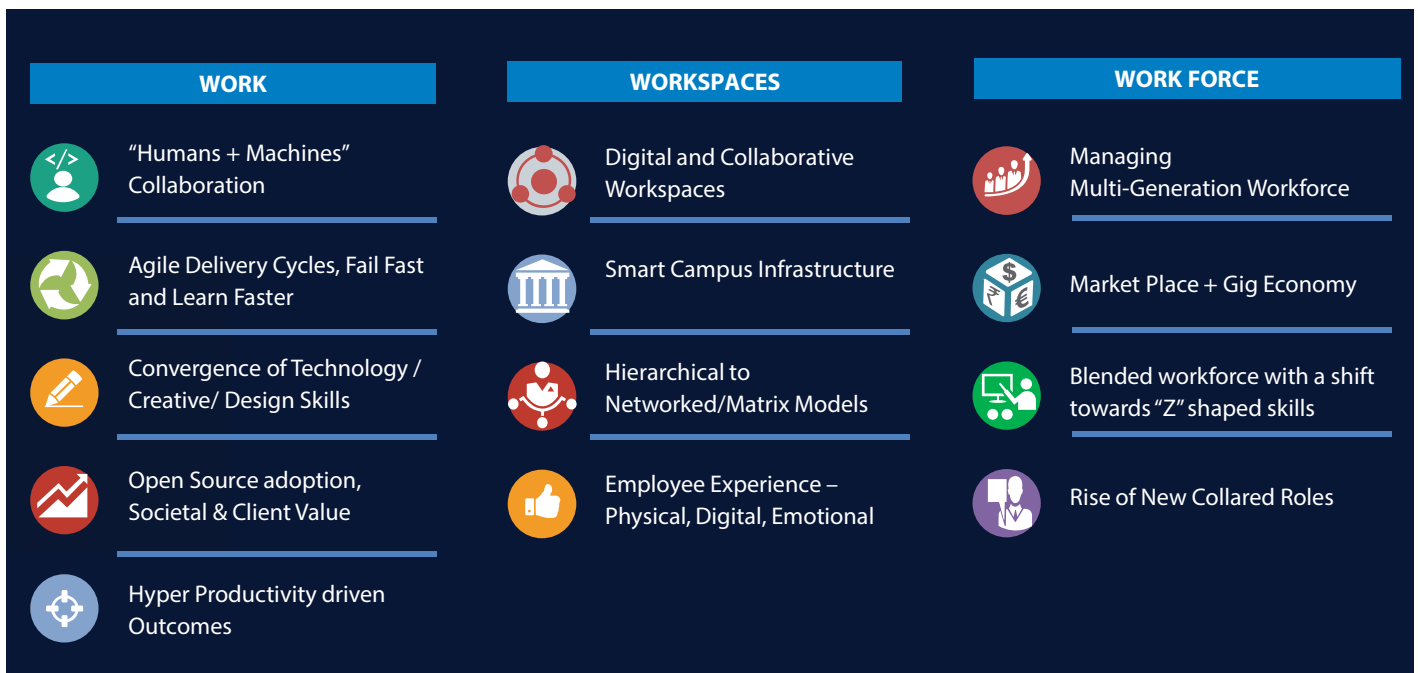 WORK
“Humans + Machines”
Collaboration
Agile Delivery Cycles, Fail Fast
and Learn Faster
Convergence of Technology /
Creative/ Design Skills
Open Source adoption,
Societal & Client Value
Hyper Productivity driven
Outcomes
WORKSPACES
Digital and Collaborative
Workspaces
Smart Campus Infrastructure
Hierarchical to
Networked/Matrix Models
Employee Experience –
Physical, Digital, Emotional
WORK FORCE
Managing
Multi-Generation Workforce
$
₹ €
Market Place + Gig Economy
Blended workforce with a shift
towards “Z” shaped skills
Rise of New Collared Roles